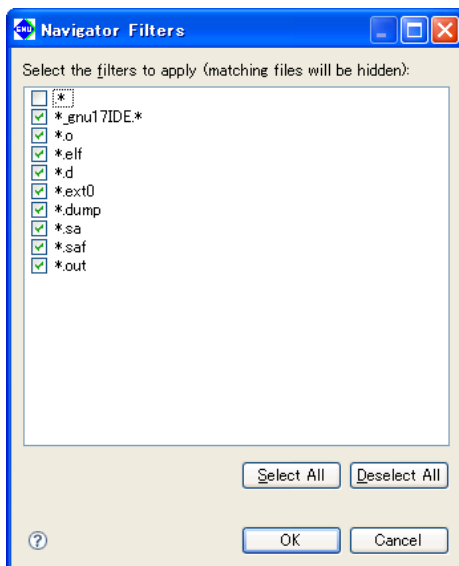 GNU Navigator Filters
Select the filters to apply (matching files will be hidden):
.*
*_gnu17IDE.*
*.o
*.elf
*.d
*.ext0
*.dump
*.sa
*.saf
*.out
Select All Deselect All
? OK Cancel